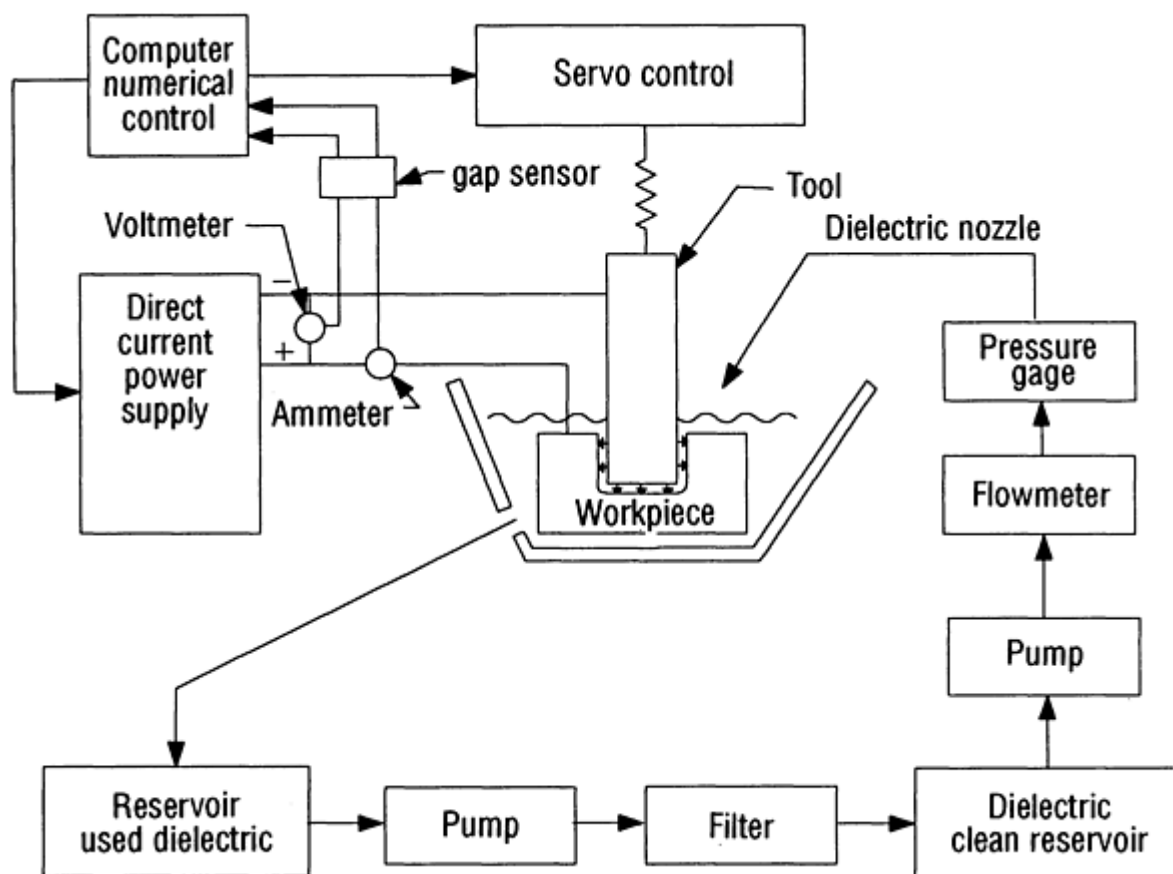 Computer
numerical
control
Servo control
gap sensor
Tool
Voltmeter
Dielectric nozzle
−
Direct
current
power
supply
+
Ammeter
Pressure
gage
Flowmeter
Workpiece
Pump
Reservoir
used dielectric
Pump
Filter
Dielectric
clean reservoir